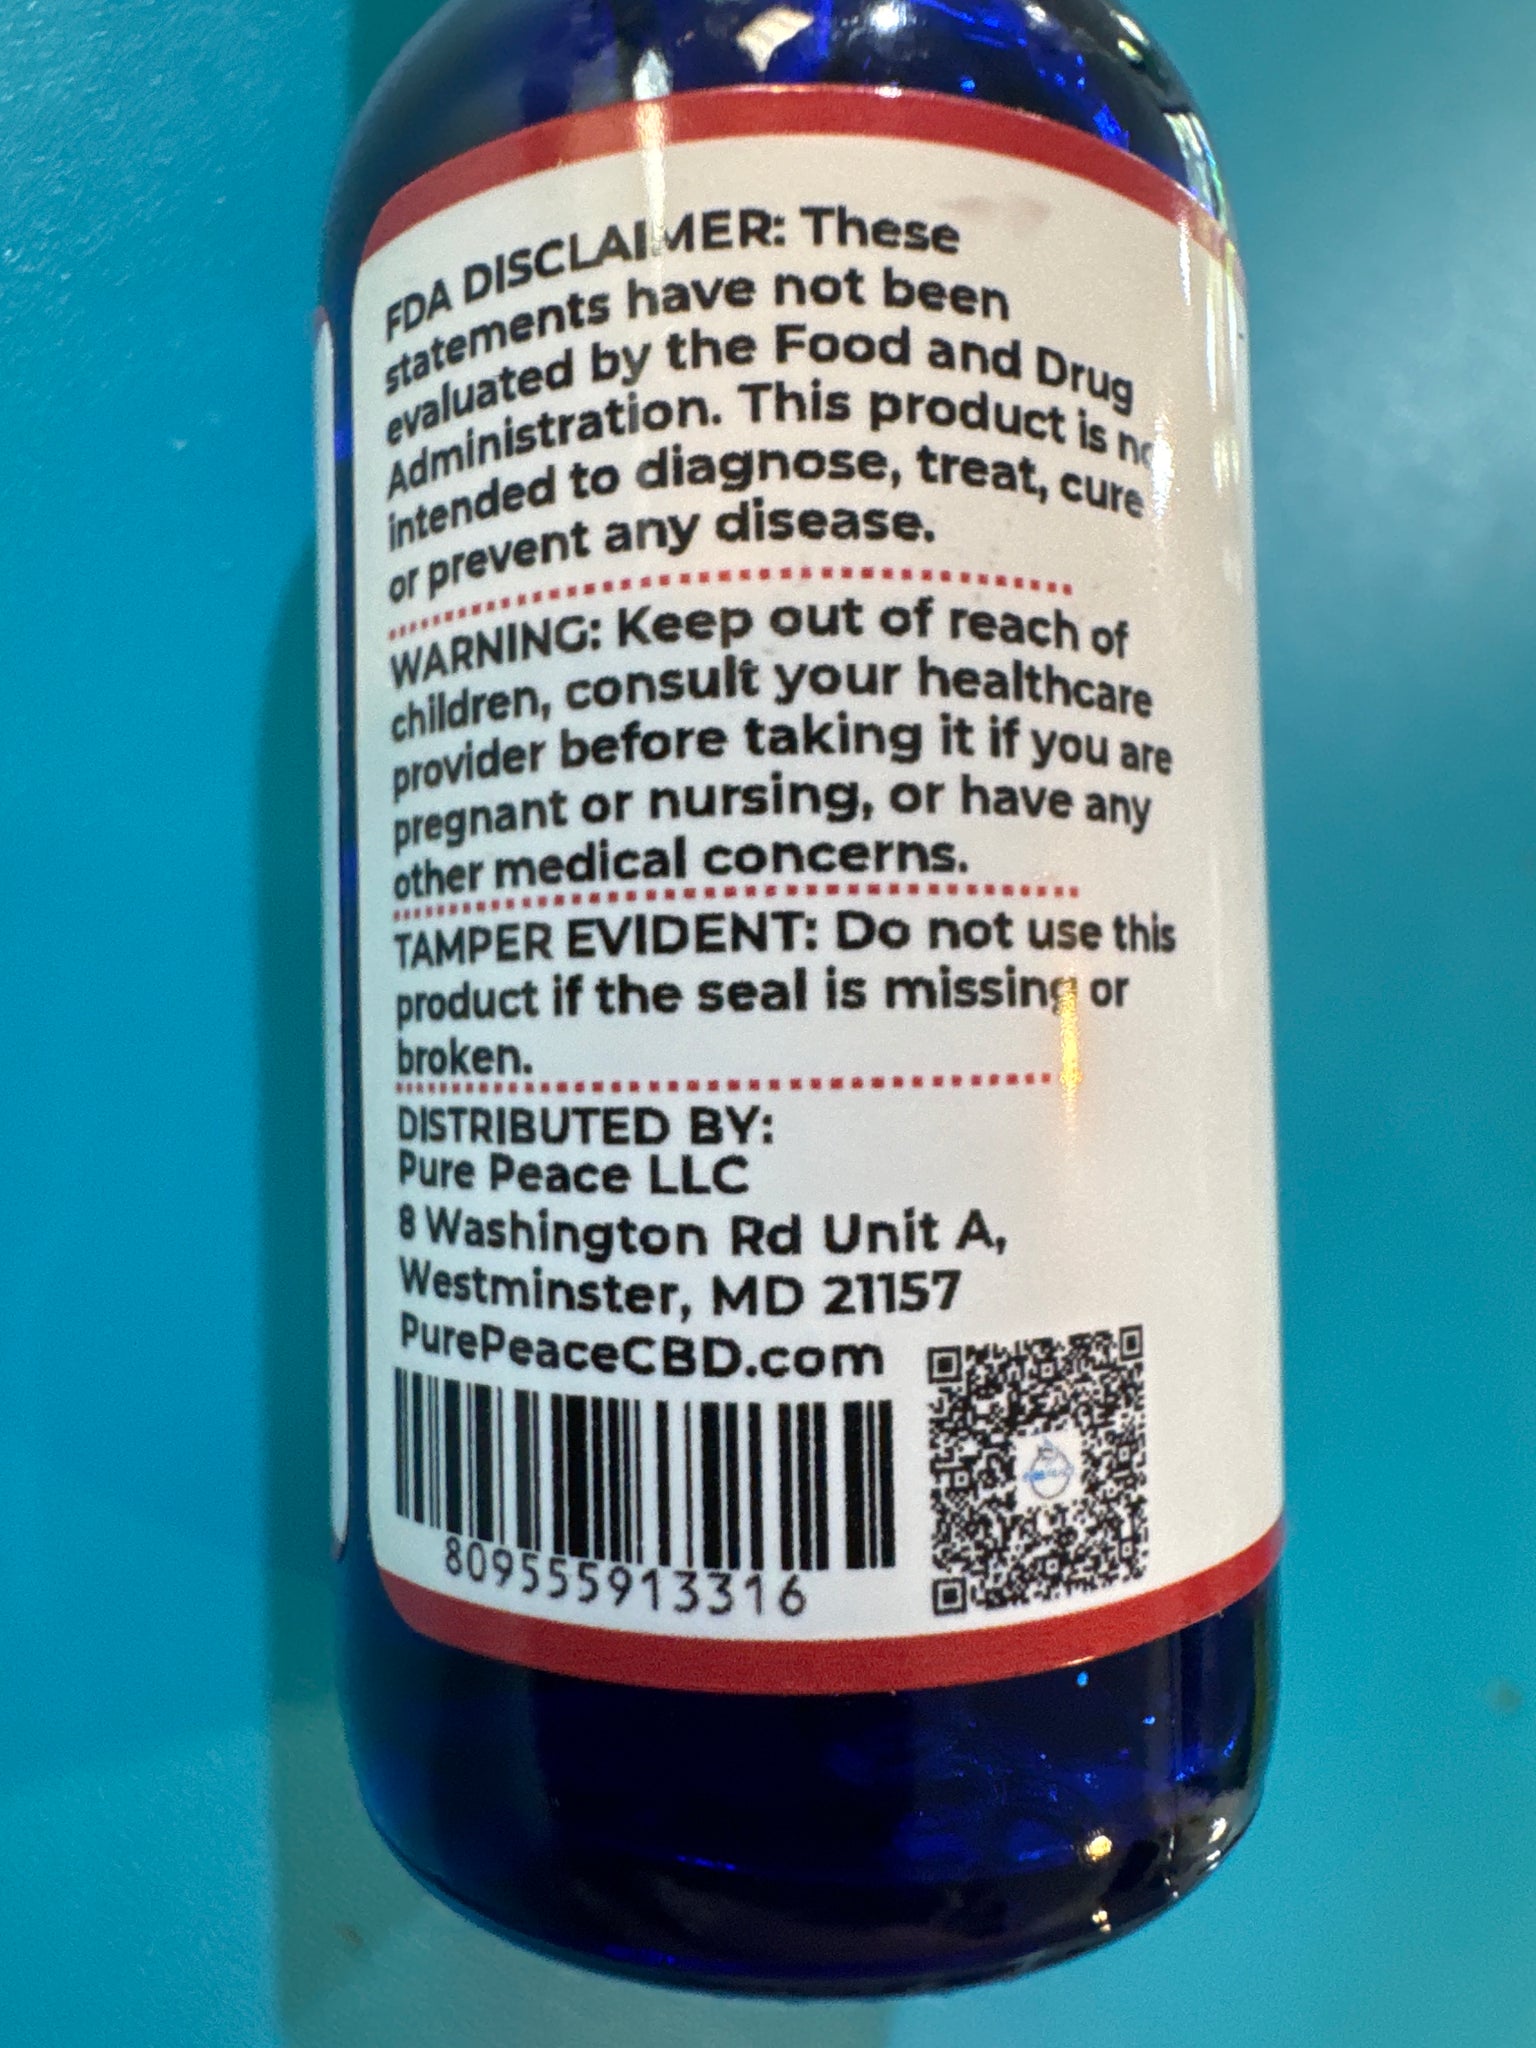 FDA DISCLAIMER: These
statements have not been
evaluated by the Food and Drug
Administration. This product is
intended to diagnose, treat, cure
or prevent any disease.
WARNING: Keep out of reach of
children, consult your healthcare
provider before taking it if you are
pregnant or nursing, or have any
other medical concerns.
TAMPER EVIDENT: Do not use this
product if the seal is missing or
broken.
DISTRIBUTED BY:
Pure Peace LLC
8 Washington Rd Unit A,
Westminster, MD 21157
PurePeaceCBD.com
809555913316